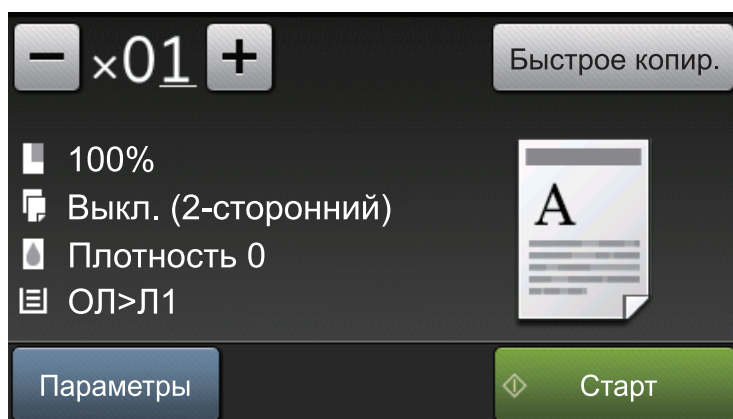 ×01
Быстрое копир.
100%
Выкл. (2-сторонний)
Плотность 0
ОЛ>Л1
A
Параметры
Старт